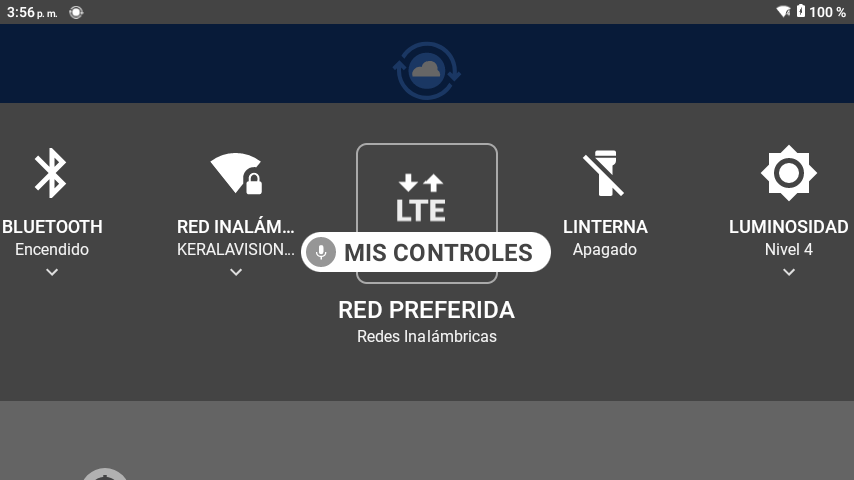 3:56 p. m.
100 %
BLUETOOTH
Encendido
RED INALÁM…
KERALAVISION…
LTE
LINTERNA
Apagado
LUMINOSIDAD
Nivel 4
MIS CONTROLES
RED PREFERIDA
Redes Inalámbricas